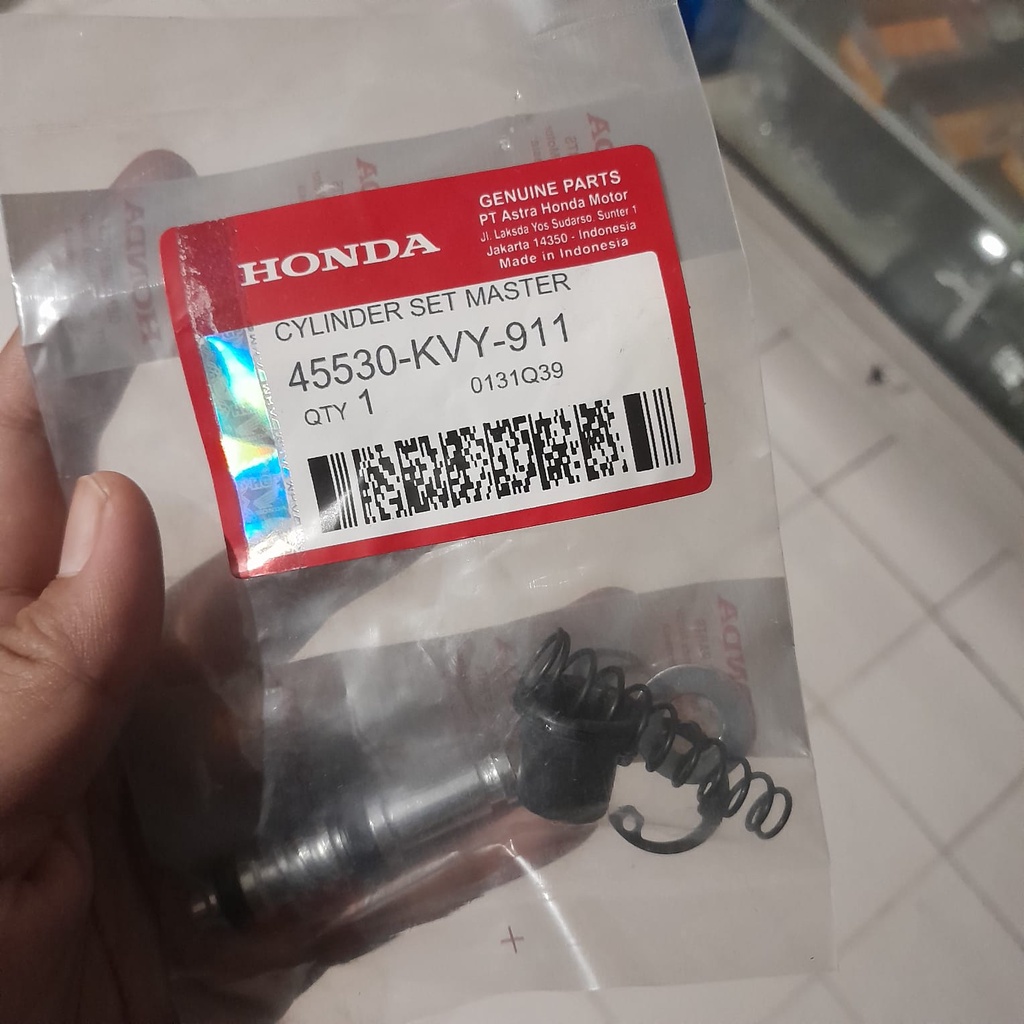 HONDA
GENUINE PARTS
PT Astra Honda Motor
Jl. Laksda Yos Sudarso, Sunter 1
Jakarta 14350 - Indonesia
Made in Indonesia
CYLINDER SET MASTER
45530-KVY-911
QTY 1
0131Q39